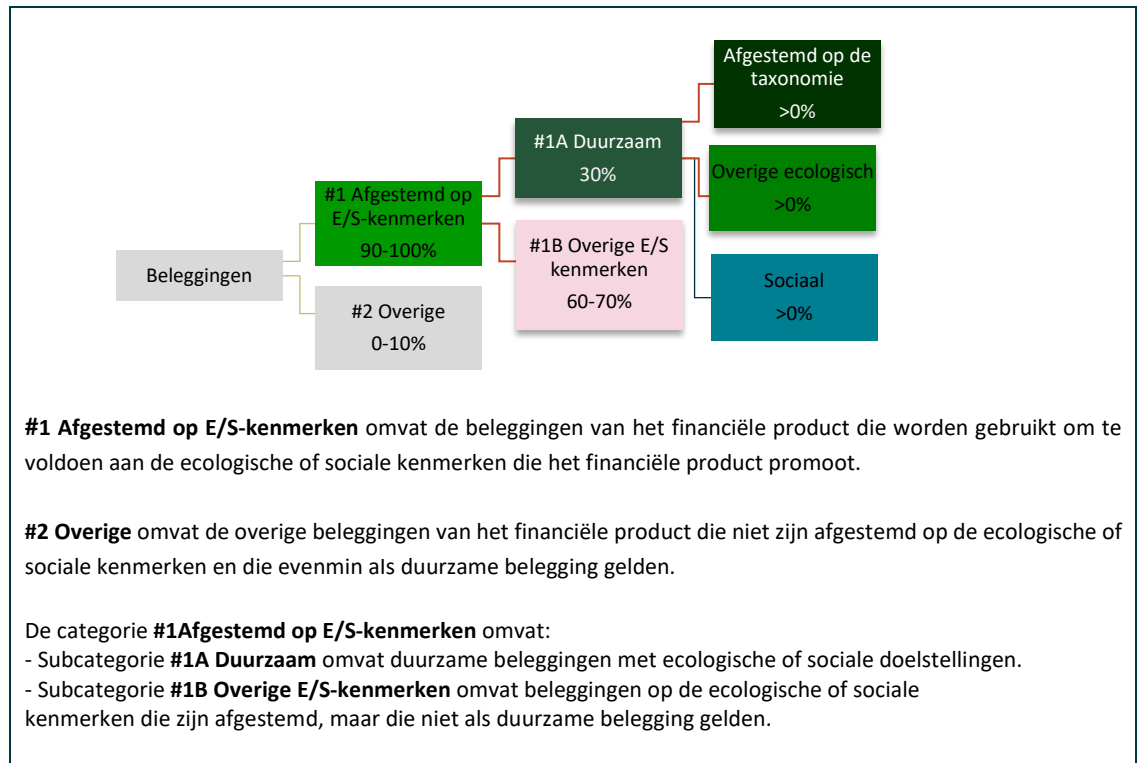 Afgestemd op de
taxonomie
>0%
#1A Duurzaam
30%
Overige ecologisch
>0%
#1 Afgestemd op
E/S-kenmerken
90-100%
#1B Overige E/S
kenmerken
60-70%
Beleggingen
Sociaal
>0%
#2 Overige
0-10%
#1 Afgestemd op E/S-kenmerken omvat de beleggingen van het financiële product die worden gebruikt om te
voldoen aan de ecologische of sociale kenmerken die het financiële product promoot.
#2 Overige omvat de overige beleggingen van het financiële product die niet zijn afgestemd op de ecologische of
sociale kenmerken en die evenmin als duurzame belegging gelden.
De categorie #1Afgestemd op E/S-kenmerken omvat:
- Subcategorie #1A Duurzaam omvat duurzame beleggingen met ecologische of sociale doelstellingen.
- Subcategorie #1B Overige E/S-kenmerken omvat beleggingen op de ecologische of sociale
kenmerken die zijn afgestemd, maar die niet als duurzame belegging gelden.